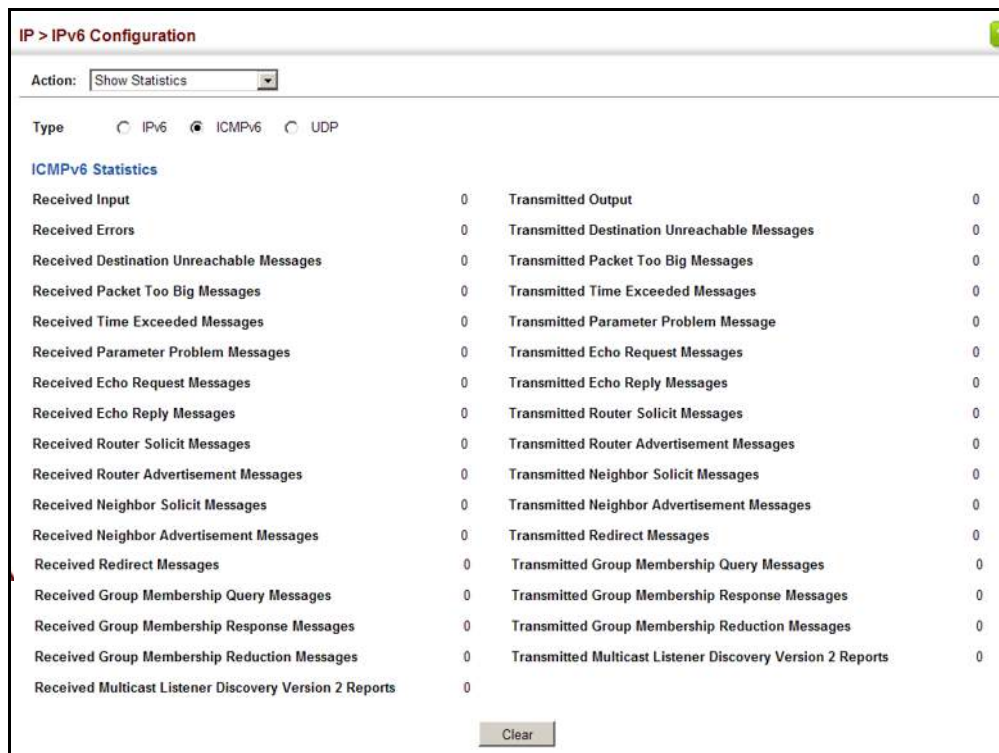 IP > IPv6 Configuration
Action: Show Statistics
Type IPv6 ICMPv6 UDP
ICMPv6 Statistics
Received Input 0 Transmitted Output 0
Received Errors 0 Transmitted Destination Unreachable Messages 0
Received Destination Unreachable Messages 0 Transmitted Packet Too Big Messages 0
Received Packet Too Big Messages 0 Transmitted Time Exceeded Messages 0
Received Time Exceeded Messages 0 Transmitted Parameter Problem Message 0
Received Parameter Problem Messages 0 Transmitted Echo Request Messages 0
Received Echo Request Messages 0 Transmitted Echo Reply Messages 0
Received Echo Reply Messages 0 Transmitted Router Solicit Messages 0
Received Router Solicit Messages 0 Transmitted Router Advertisement Messages 0
Received Router Advertisement Messages 0 Transmitted Neighbor Solicit Messages 0
Received Neighbor Solicit Messages 0 Transmitted Neighbor Advertisement Messages 0
Received Neighbor Advertisement Messages 0 Transmitted Redirect Messages 0
Received Redirect Messages 0 Transmitted Group Membership Query Messages 0
Received Group Membership Query Messages 0 Transmitted Group Membership Response Messages 0
Received Group Membership Response Messages 0 Transmitted Group Membership Reduction Messages 0
Received Group Membership Reduction Messages 0 Transmitted Multicast Listener Discovery Version 2 Reports 0
Received Multicast Listener Discovery Version 2 Reports 0
Clear